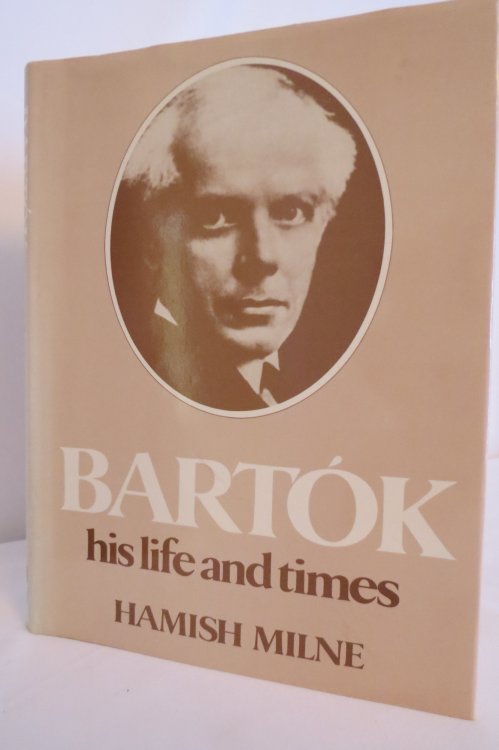 BARTÓK
his life and times
HAMISH MILNE